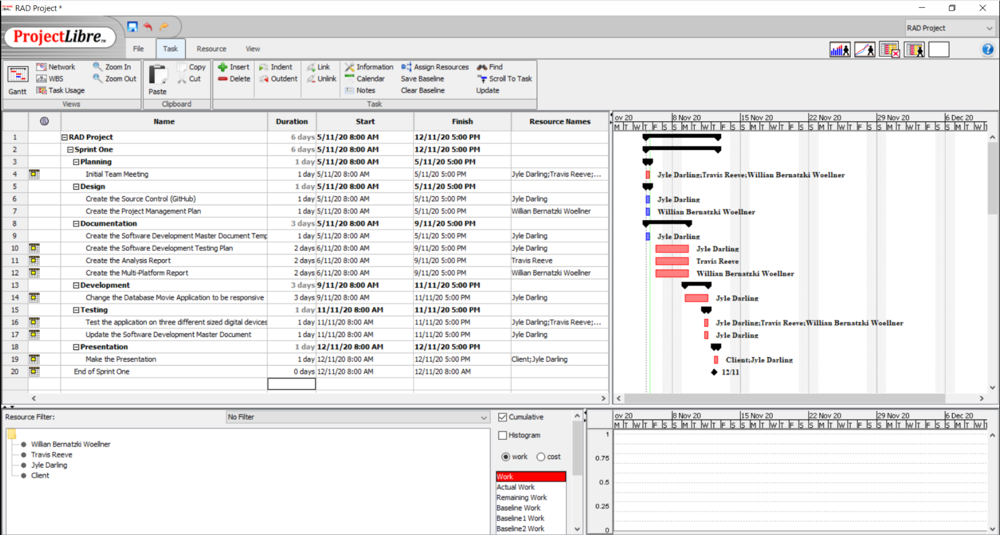 RAD Project *
ProjectLibre TM
RAD Project
File Task Resource View
Network Zoom In Copy Insert Indent Link Information Assign Resources Find
WBS Zoom Out Cut Delete Outdent Unlink Calendar Save Baseline Scroll To Task
Gantt Task Usage Paste Notes Clear Baseline Update
Views Clipboard Task
Name Duration Start Finish Resource Names
ov 20 8 Nov 20 15 Nov 20 22 Nov 20 29 Nov 20 6 Dec 20
M T W T F S S M T W T F S S M T W T F S S M T W T F S S M T W T F S S M T W T
1 RAD Project 6 days 5/11/20 8:00 AM 12/11/20 5:00 PM
2 Sprint One 6 days 5/11/20 8:00 AM 12/11/20 5:00 PM
3 Planning 1 day 5/11/20 8:00 AM 5/11/20 5:00 PM
4 Initial Team Meeting 1 day 5/11/20 8:00 AM 5/11/20 5:00 PM Jyle Darling;Travis Reeve;... Jyle Darling;Travis Reeve;Willian Bernatzki Woellner
5 Design 1 day 5/11/20 8:00 AM 5/11/20 5:00 PM
6 Create the Source Control (GitHub) 1 day 5/11/20 8:00 AM 5/11/20 5:00 PM Jyle Darling Jyle Darling
7 Create the Project Management Plan 1 day 5/11/20 8:00 AM 5/11/20 5:00 PM Willian Bernatzki Woellner Willian Bernatzki Woellner
8 Documentation 3 days 5/11/20 8:00 AM 9/11/20 5:00 PM
9 Create the Software Development Master Document Temp 1 day 5/11/20 8:00 AM 5/11/20 5:00 PM Jyle Darling Jyle Darling
10 Create the Software Development Testing Plan 2 days 6/11/20 8:00 AM 9/11/20 5:00 PM Jyle Darling Jyle Darling
11 Create the Analysis Report 2 days 6/11/20 8:00 AM 9/11/20 5:00 PM Travis Reeve Travis Reeve
12 Create the Multi-Platform Report 2 days 6/11/20 8:00 AM 9/11/20 5:00 PM Willian Bernatzki Woellner Willian Bernatzki Woellner
13 Development 3 days 9/11/20 8:00 AM 11/11/20 5:00 PM
14 Change the Database Movie Application to be responsive 3 days 9/11/20 8:00 AM 11/11/20 5:00 PM Jyle Darling Jyle Darling
15 Testing 1 day 11/11/20 8:00 AM 11/11/20 5:00 PM
16 Test the application on three different sized digital devices 1 day 11/11/20 8:00 AM 11/11/20 5:00 PM Jyle Darling;Travis Reeve;... Jyle Darling;Travis Reeve;Willian Bernatzki Woellner
17 Update the Software Development Master Document 1 day 11/11/20 8:00 AM 11/11/20 5:00 PM Jyle Darling Jyle Darling
18 Presentation 1 day 12/11/20 8:00 AM 12/11/20 5:00 PM
19 Make the Presentation 1 day 12/11/20 8:00 AM 12/11/20 5:00 PM Client;Jyle Darling Client;Jyle Darling
20 End of Sprint One 0 days 12/11/20 8:00 AM 12/11/20 8:00 AM 12/11
Resource Filter: No Filter
Willian Bernatzki Woellner
Travis Reeve
Jyle Darling
Client
Cumulative
Histogram
work cost
Work
Actual Work
Remaining Work
Baseline Work
Baseline1 Work
Baseline2 Work
ov 20 8 Nov 20 15 Nov 20 22 Nov 20 29 Nov 20 6 Dec 20
M T W T F S S M T W T F S S M T W T F S S M T W T F S S M T W T F S S M T W T
1
0.75
0.5
0.25
0